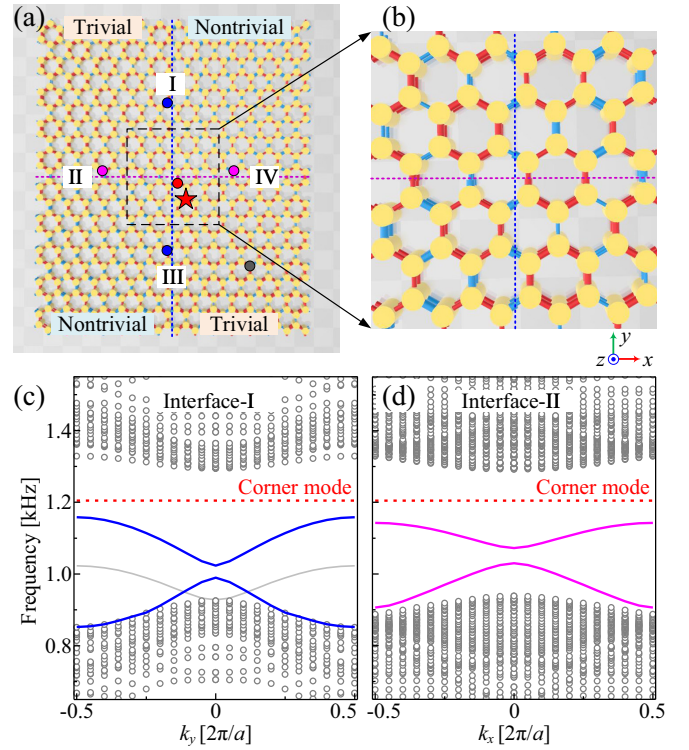 (a)
Trivial
Nontrivial
I
II
IV
III
Nontrivial
Trivial
(b)
y
z
x
(c)
Interface-I
Corner mode
Frequency [kHz]
1.4
1.2
1.0
0.8
-0.5
0
0.5
k_y [2π/a]
(d)
Interface-II
Corner mode
-0.5
0
0.5
k_x [2π/a]